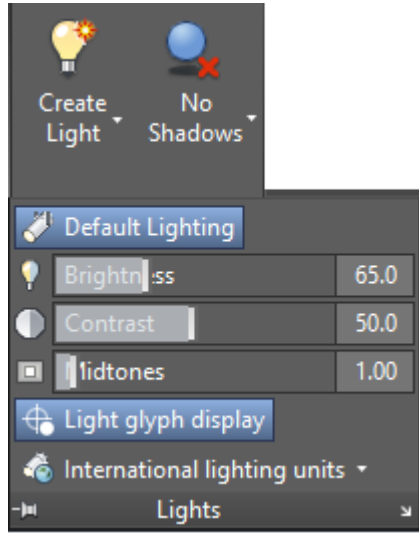 Create
Light
No
Shadows
Default Lighting
Brightness 65.0
Contrast 50.0
Midtones 1.00
Light glyph display
International lighting units
Lights